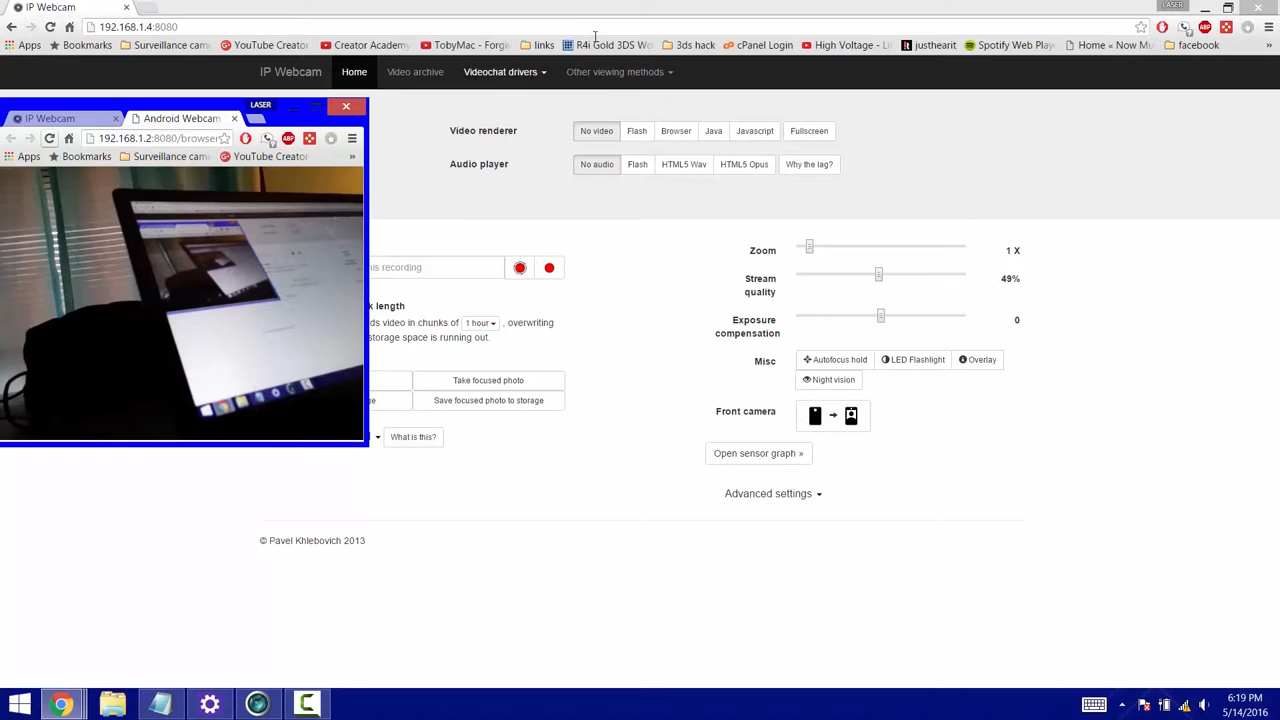 IP Webcam
LASER
192.168.1.4:8080
Apps Bookmarks Surveillance cam YouTube Creator Creator Academy TobyMac - Forgi links R4i Gold 3DS Wo 3ds hack cPanel Login High Voltage - Lin justhearit Spotify Web Play Home « Now Mu facebook »
IP Webcam Home Video archive Videochat drivers Other viewing methods
LASER
IP Webcam Android Webcam
192.168.1.2:8080/browser
Apps Bookmarks Surveillance cam YouTube Creator »
Video renderer No video Flash Browser Java Javascript Fullscreen
Audio player No audio Flash HTML5 Wav HTML5 Opus Why the lag?
Zoom 1 X
his recording
Stream quality 49%
k length
ds video in chunks of 1 hour , overwriting
torage space is running out.
Exposure compensation 0
Misc Autofocus hold LED Flashlight Overlay
Night vision
Take focused photo
ge Save focused photo to storage
Front camera
What is this?
Open sensor graph »
Advanced settings
© Pavel Khlebovich 2013
6:19 PM
5/14/2016